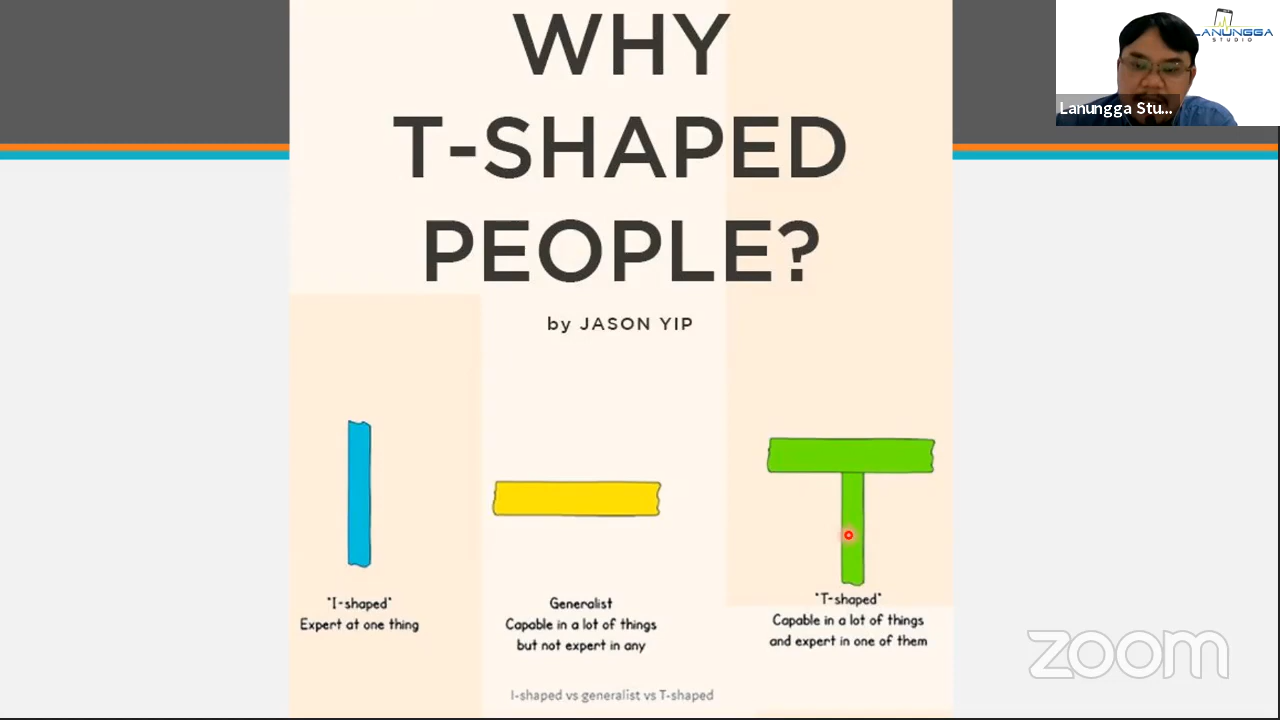 WHY
T-SHAPED
PEOPLE?
by JASON YIP
"I-shaped"
Expert at one thing
Generalist
Capable in a lot of things
but not expert in any
"T-shaped"
Capable in a lot of things
and expert in one of them
I-shaped vs generalist vs T-shaped
LANUNGGA
STUDIO
Lanungga Stu...
zoom